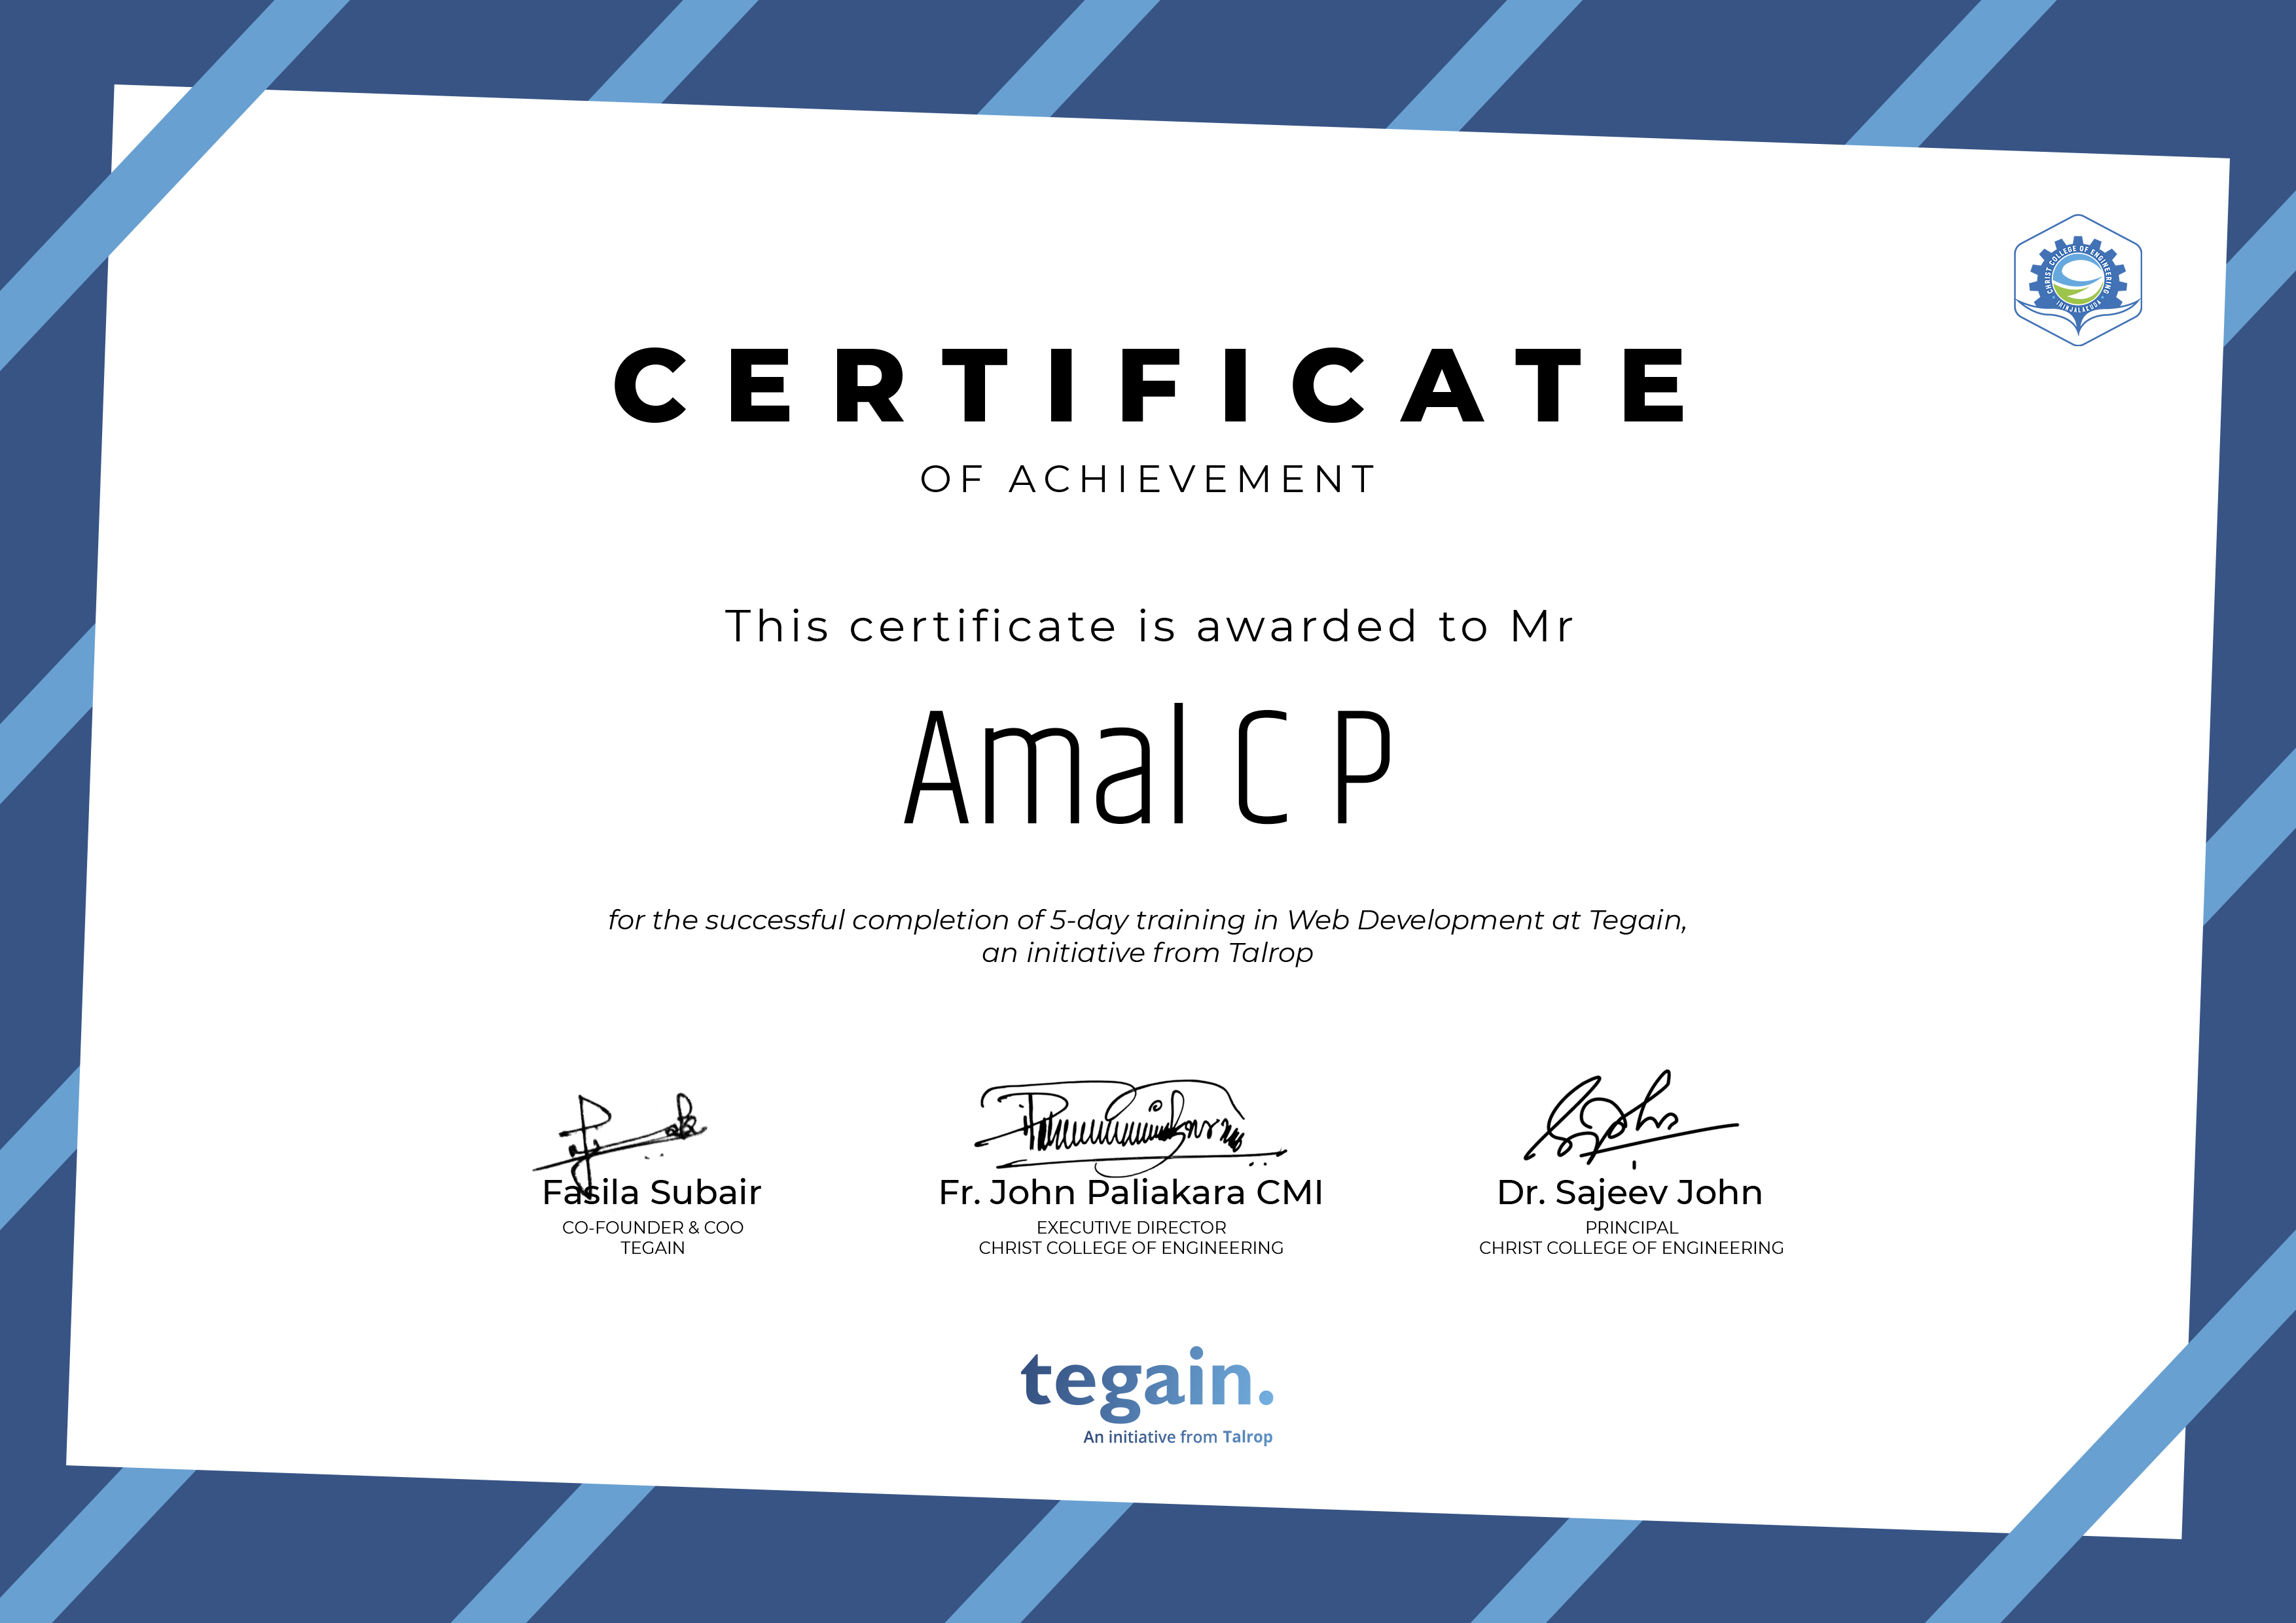 CHRIST COLLEGE OF ENGINEERING
IRINJALAKUDA
CERTIFICATE
OF ACHIEVEMENT
This certificate is awarded to Mr
Amal C P
for the successful completion of 5-day training in Web Development at Tegain,
an initiative from Talrop
Fasila Subair
CO-FOUNDER & COO
TEGAIN
Fr. John Paliakara CMI
EXECUTIVE DIRECTOR
CHRIST COLLEGE OF ENGINEERING
Dr. Sajeev John
PRINCIPAL
CHRIST COLLEGE OF ENGINEERING
tegain.
An initiative from Talrop